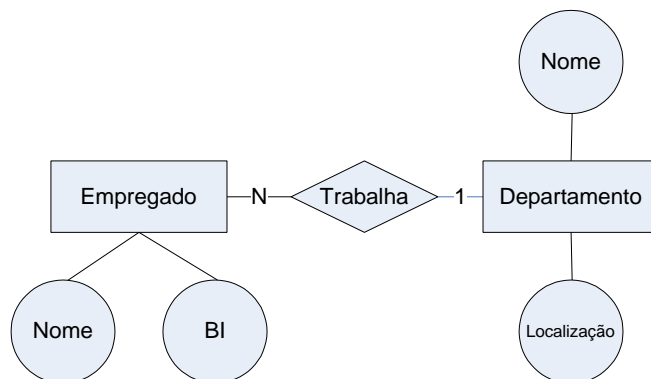 Nome
Empregado
N
Trabalha
1
Departamento
Nome
BI
Localização